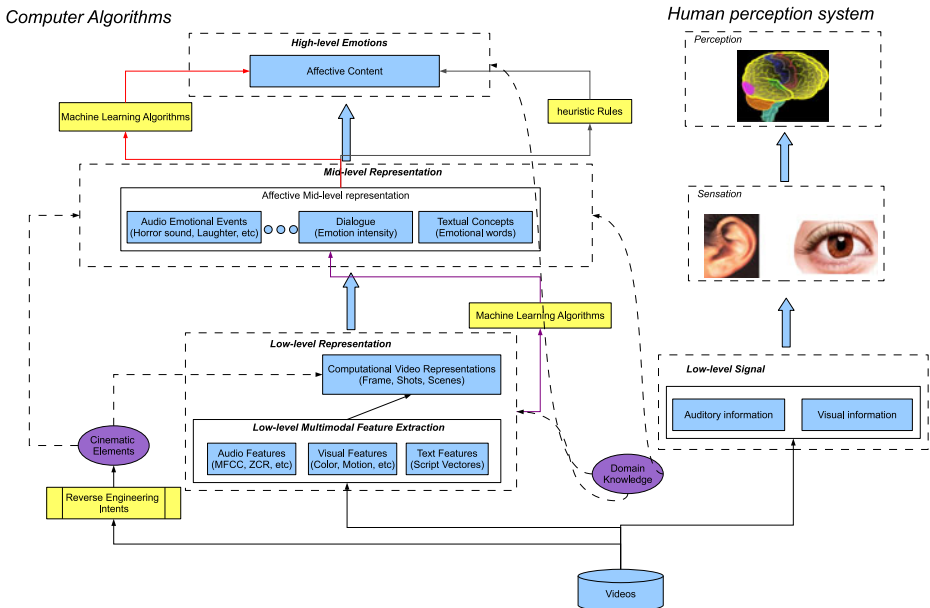 Computer Algorithms
Human perception system
High-level Emotions
Affective Content
Perception
Machine Learning Algorithms
heuristic Rules
Mid-level Representation
Affective Mid-level representation
Audio Emotional Events
(Horror sound, Laughter, etc)
Dialogue
(Emotion intensity)
Textual Concepts
(Emotional words)
Sensation
Machine Learning Algorithms
Low-level Representation
Computational Video Representations
(Frame, Shots, Scenes)
Low-level Signal
Auditory information
Visual information
Low-level Multimodal Feature Extraction
Audio Features
(MFCC, ZCR, etc)
Visual Features
(Color, Motion, etc)
Text Features
(Script Vectores)
Cinematic
Elements
Domain
Knowledge
Reverse Engineering
Intents
Videos